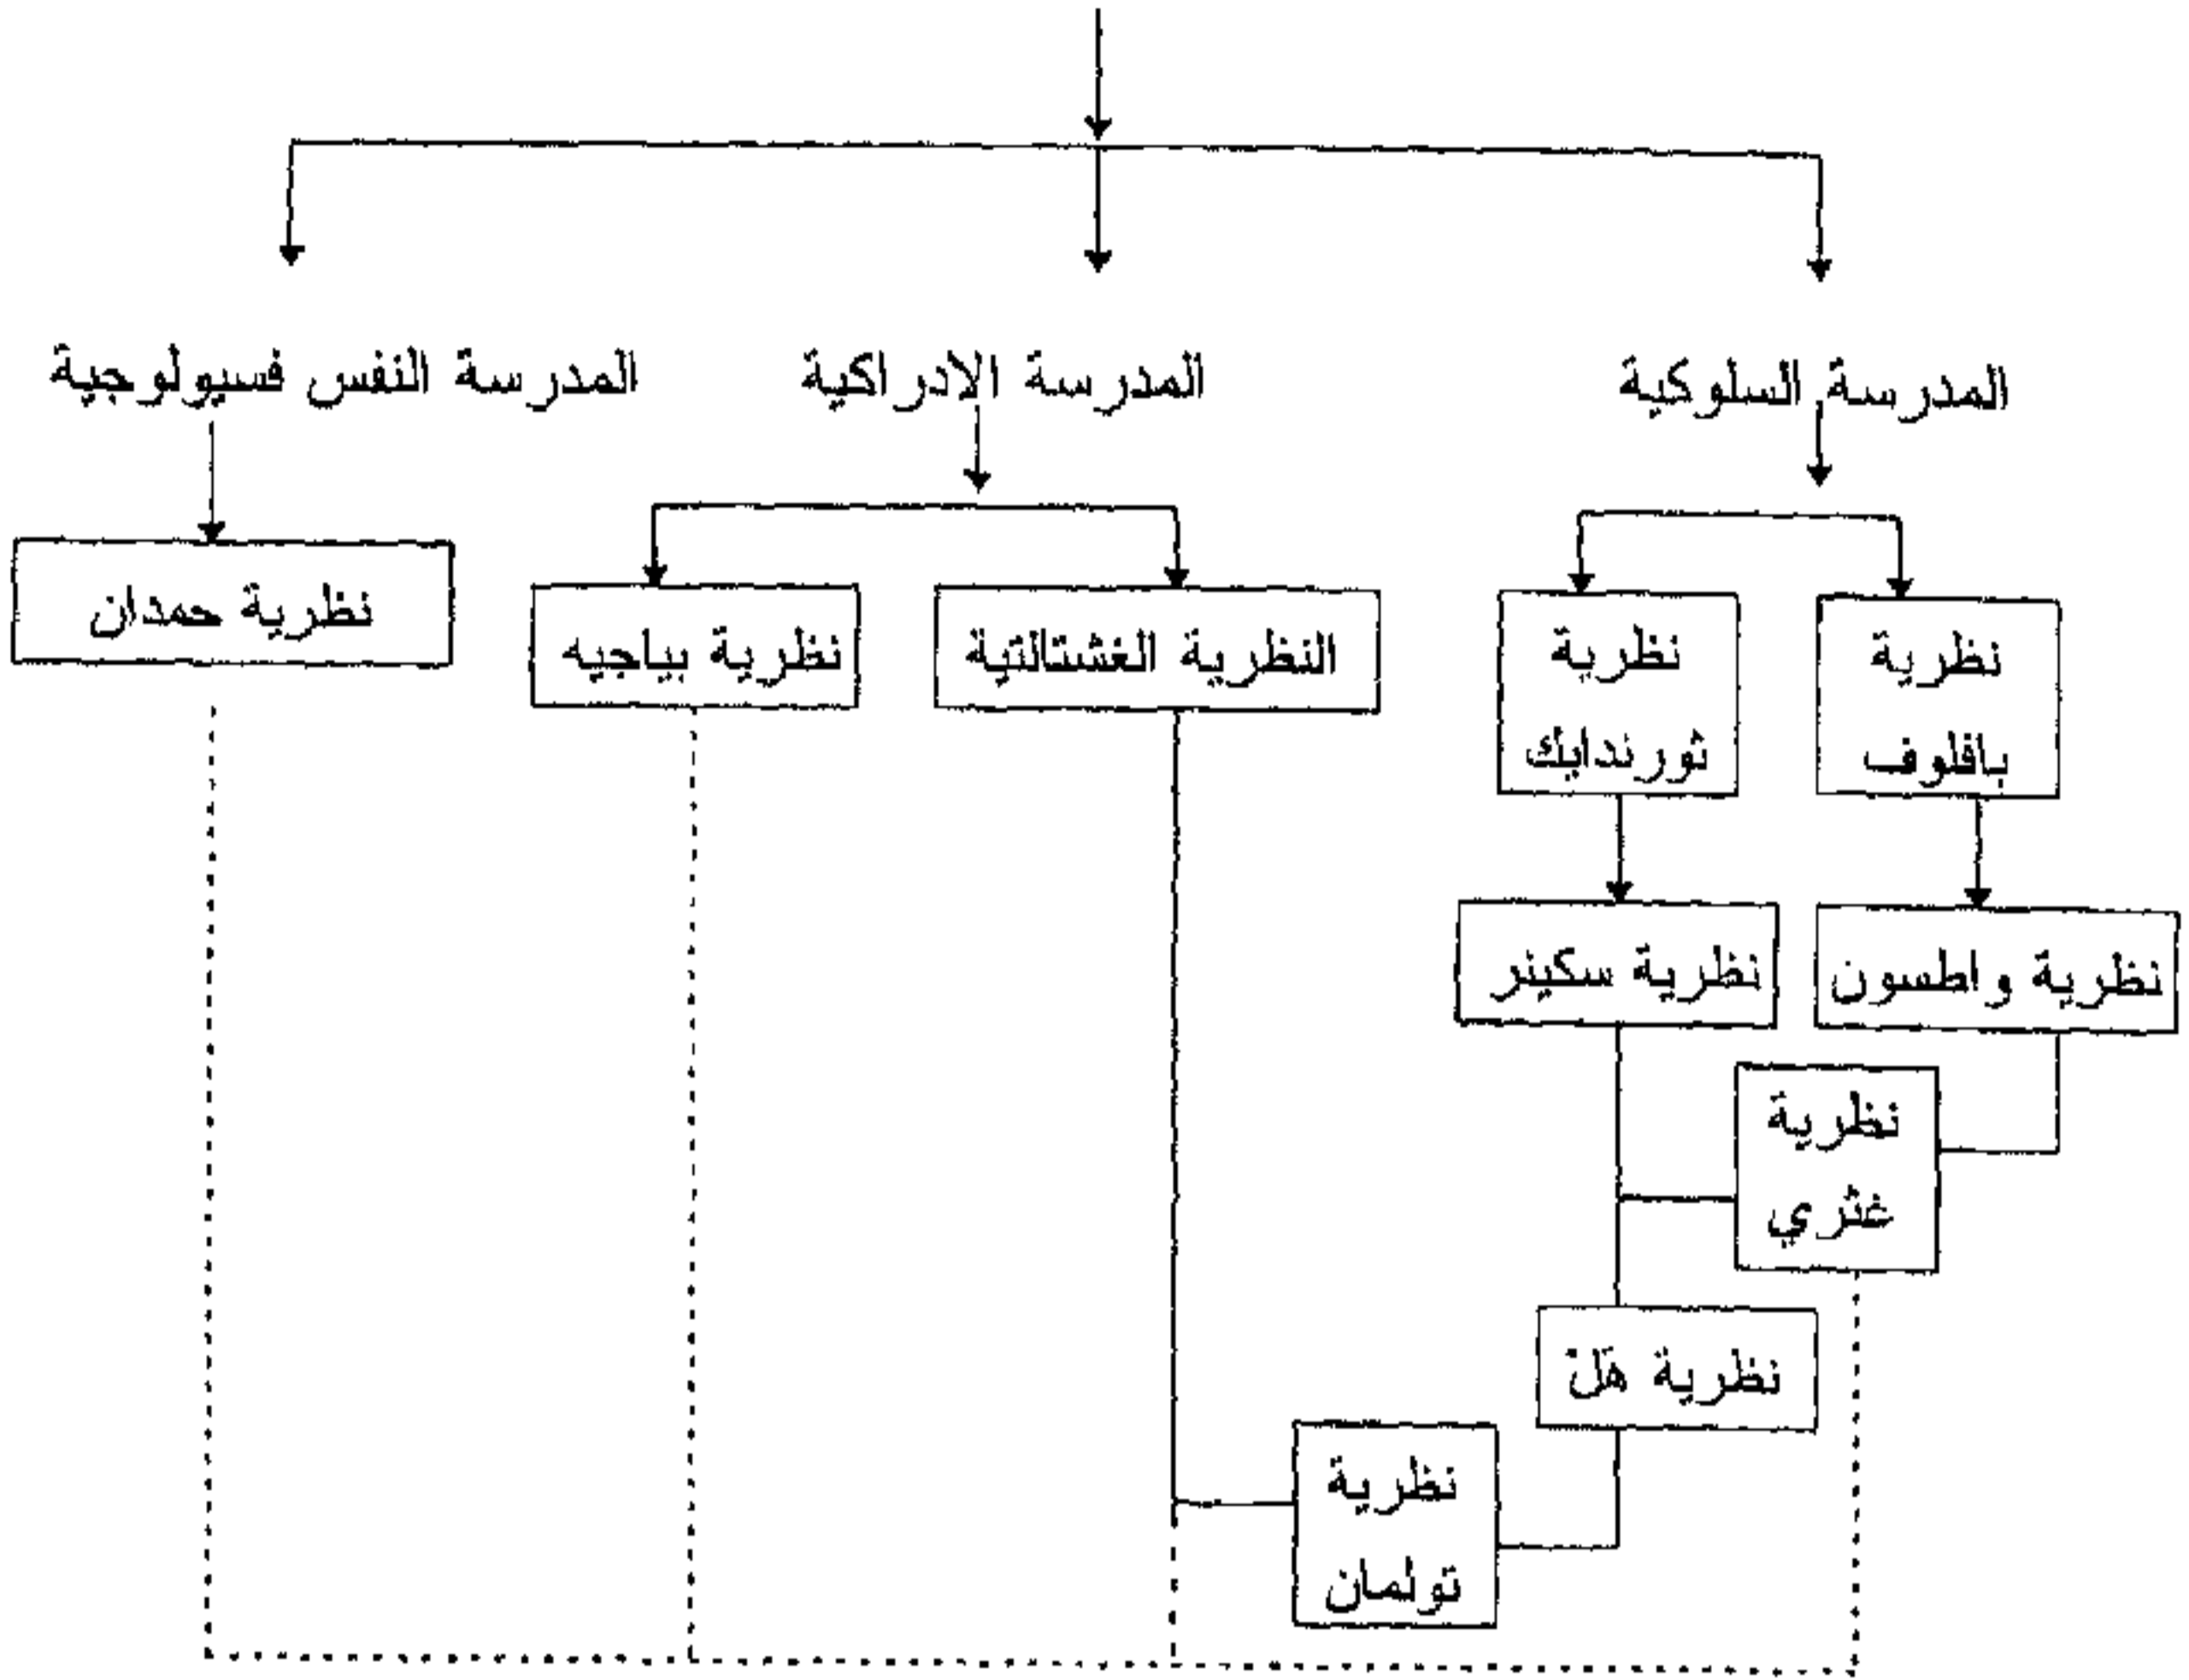 المدرسة السلوكية
المدرسة الادراكية
المدرسة النفس فسيولوجية
نظرية
بافلوف
نظرية
ثورندايك
النظرية الغشتالتية
نظرية بياجيه
نظرية حمدان
نظرية واطسون
نظرية سكينر
نظرية
غثري
نظرية هَلْ
نظرية
تولمان